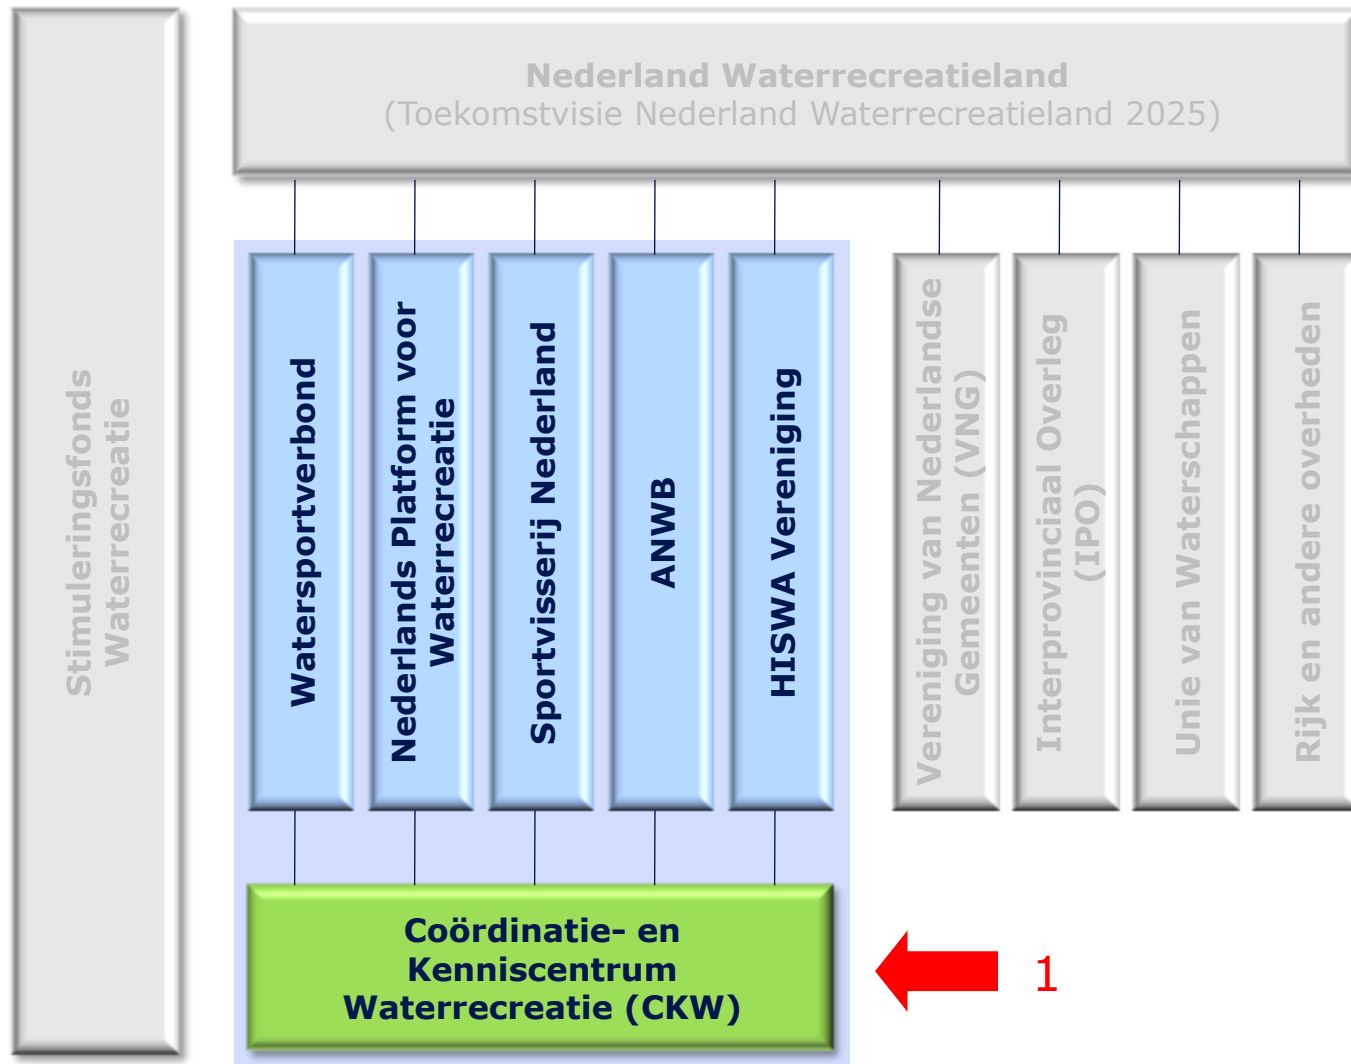 Nederland Waterrecreatieland
(Toekomstvisie Nederland Waterrecreatieland 2025)
Stimuleringsfonds
Waterrecreatie
Watersportverbond
Nederlands Platform voor
Waterrecreatie
Sportvisserij Nederland
ANWB
HISWA Vereniging
Vereniging van Nederlandse
Gemeenten (VNG)
Interprovinciaal Overleg
(IPO)
Unie van Waterschappen
Rijk en andere overheden
Coördinatie- en
Kenniscentrum
Waterrecreatie (CKW)
1